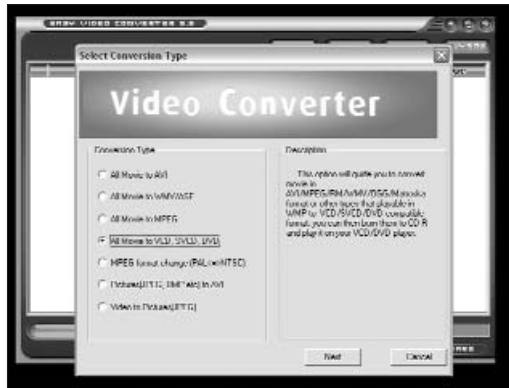 EASY VIDEO CONVERTER 5.2
Select Conversion Type
Video Converter
Conversion Type
All Movie to AVI
All Movie to WMV/ASF
All Movie to MPEG
All Movie to VCD, SVCD, DVD
MPEG format change (PAL<=>NTSC)
Pictures(JPEG, BMP etc) to AVI
Video to Pictures(JPEG)
Description
This option will guide you to convert
movie in
AVI/MPEG/RM/WMV/OGG/Matroska
format or other types that playable in
WMP to VCD/SVCD/DVD compatible
format, you can then burn them to CD-R
and play it on your VCD/DVD player.
Next
Cancel